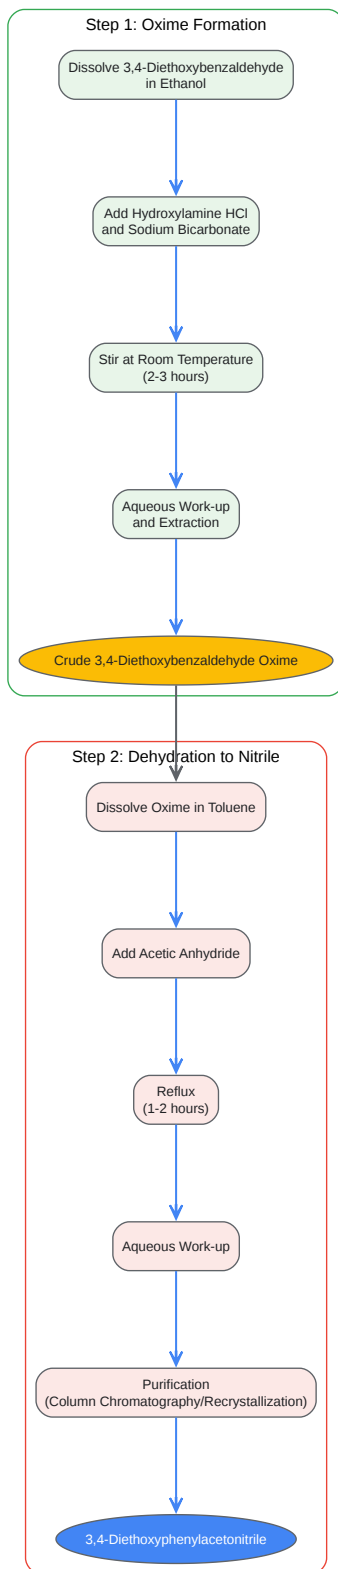 Step 1: Oxime Formation
Dissolve 3,4-Diethoxybenzaldehyde
in Ethanol
Add Hydroxylamine HCl
and Sodium Bicarbonate
Stir at Room Temperature
(2-3 hours)
Aqueous Work-up
and Extraction
Crude 3,4-Diethoxybenzaldehyde Oxime
Step 2: Dehydration to Nitrile
Dissolve Oxime in Toluene
Add Acetic Anhydride
Reflux
(1-2 hours)
Aqueous Work-up
Purification
(Column Chromatography/Recrystallization)
3,4-Diethoxyphenylacetonitrile